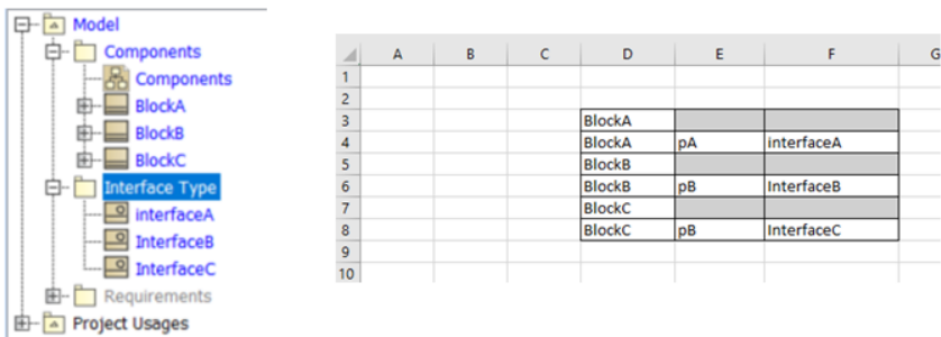 Model
Components
Components
BlockA
BlockB
BlockC
Interface Type
interfaceA
InterfaceB
InterfaceC
Requirements
Project Usages
A B C D E F G
1
2
3 BlockA
4 BlockA pA interfaceA
5 BlockB
6 BlockB pB InterfaceB
7 BlockC
8 BlockC pB InterfaceC
9
10